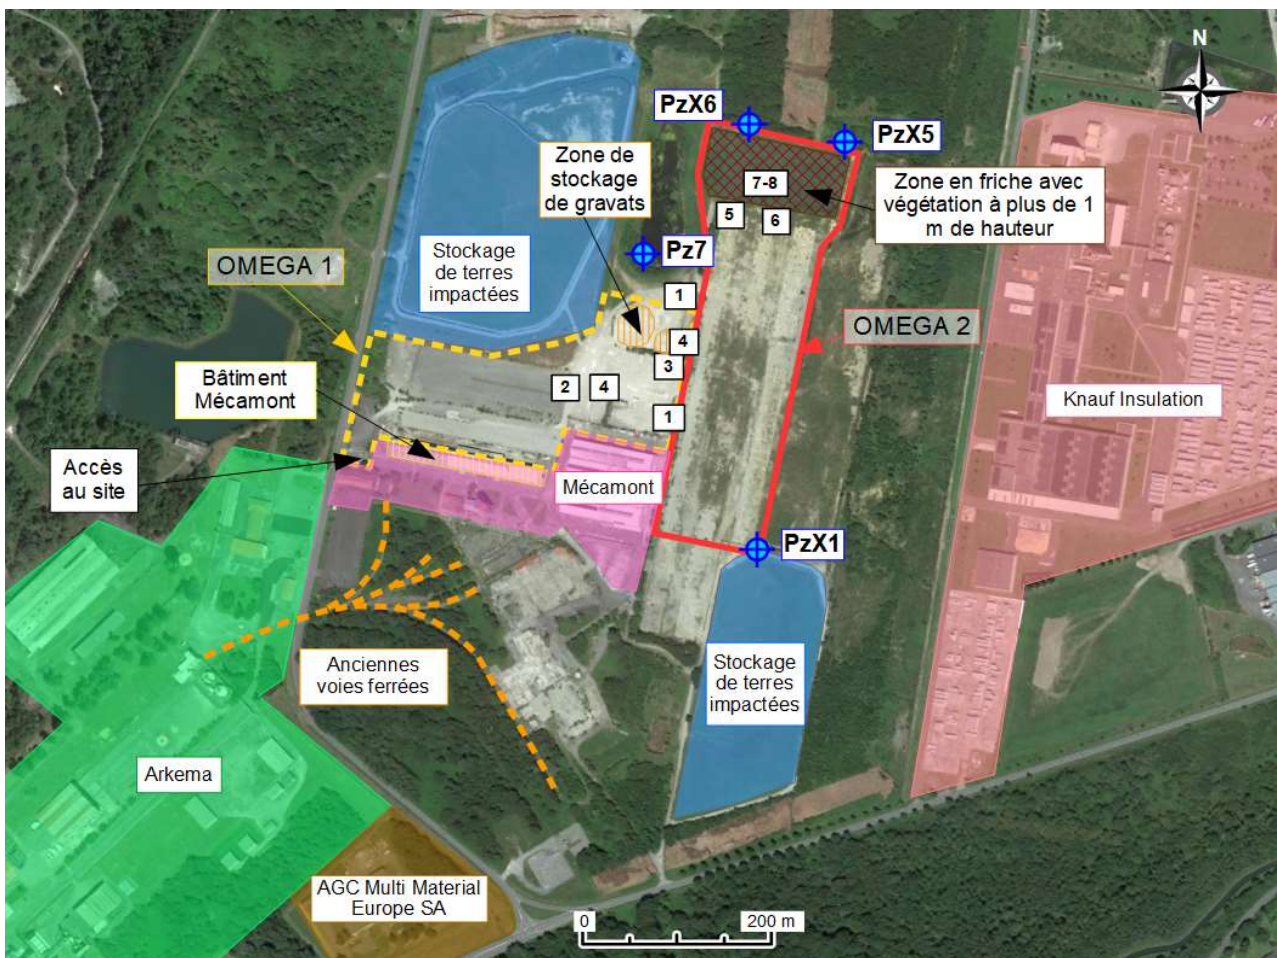 N
PzX6
PzX5
Zone de
stockage
de gravats
7-8
Zone en friche avec
végétation à plus de 1
m de hauteur
5
6
Pz7
Stockage
de terres
impactées
OMEGA 1
1
OMEGA 2
4
3
Bâtiment
Mécamont
2
4
1
Knauf Insulation
Accès
au site
Mécamont
PzX1
Anciennes
voies ferrées
Stockage
de terres
impactées
Arkema
AGC Multi Material
Europe SA
0
200 m